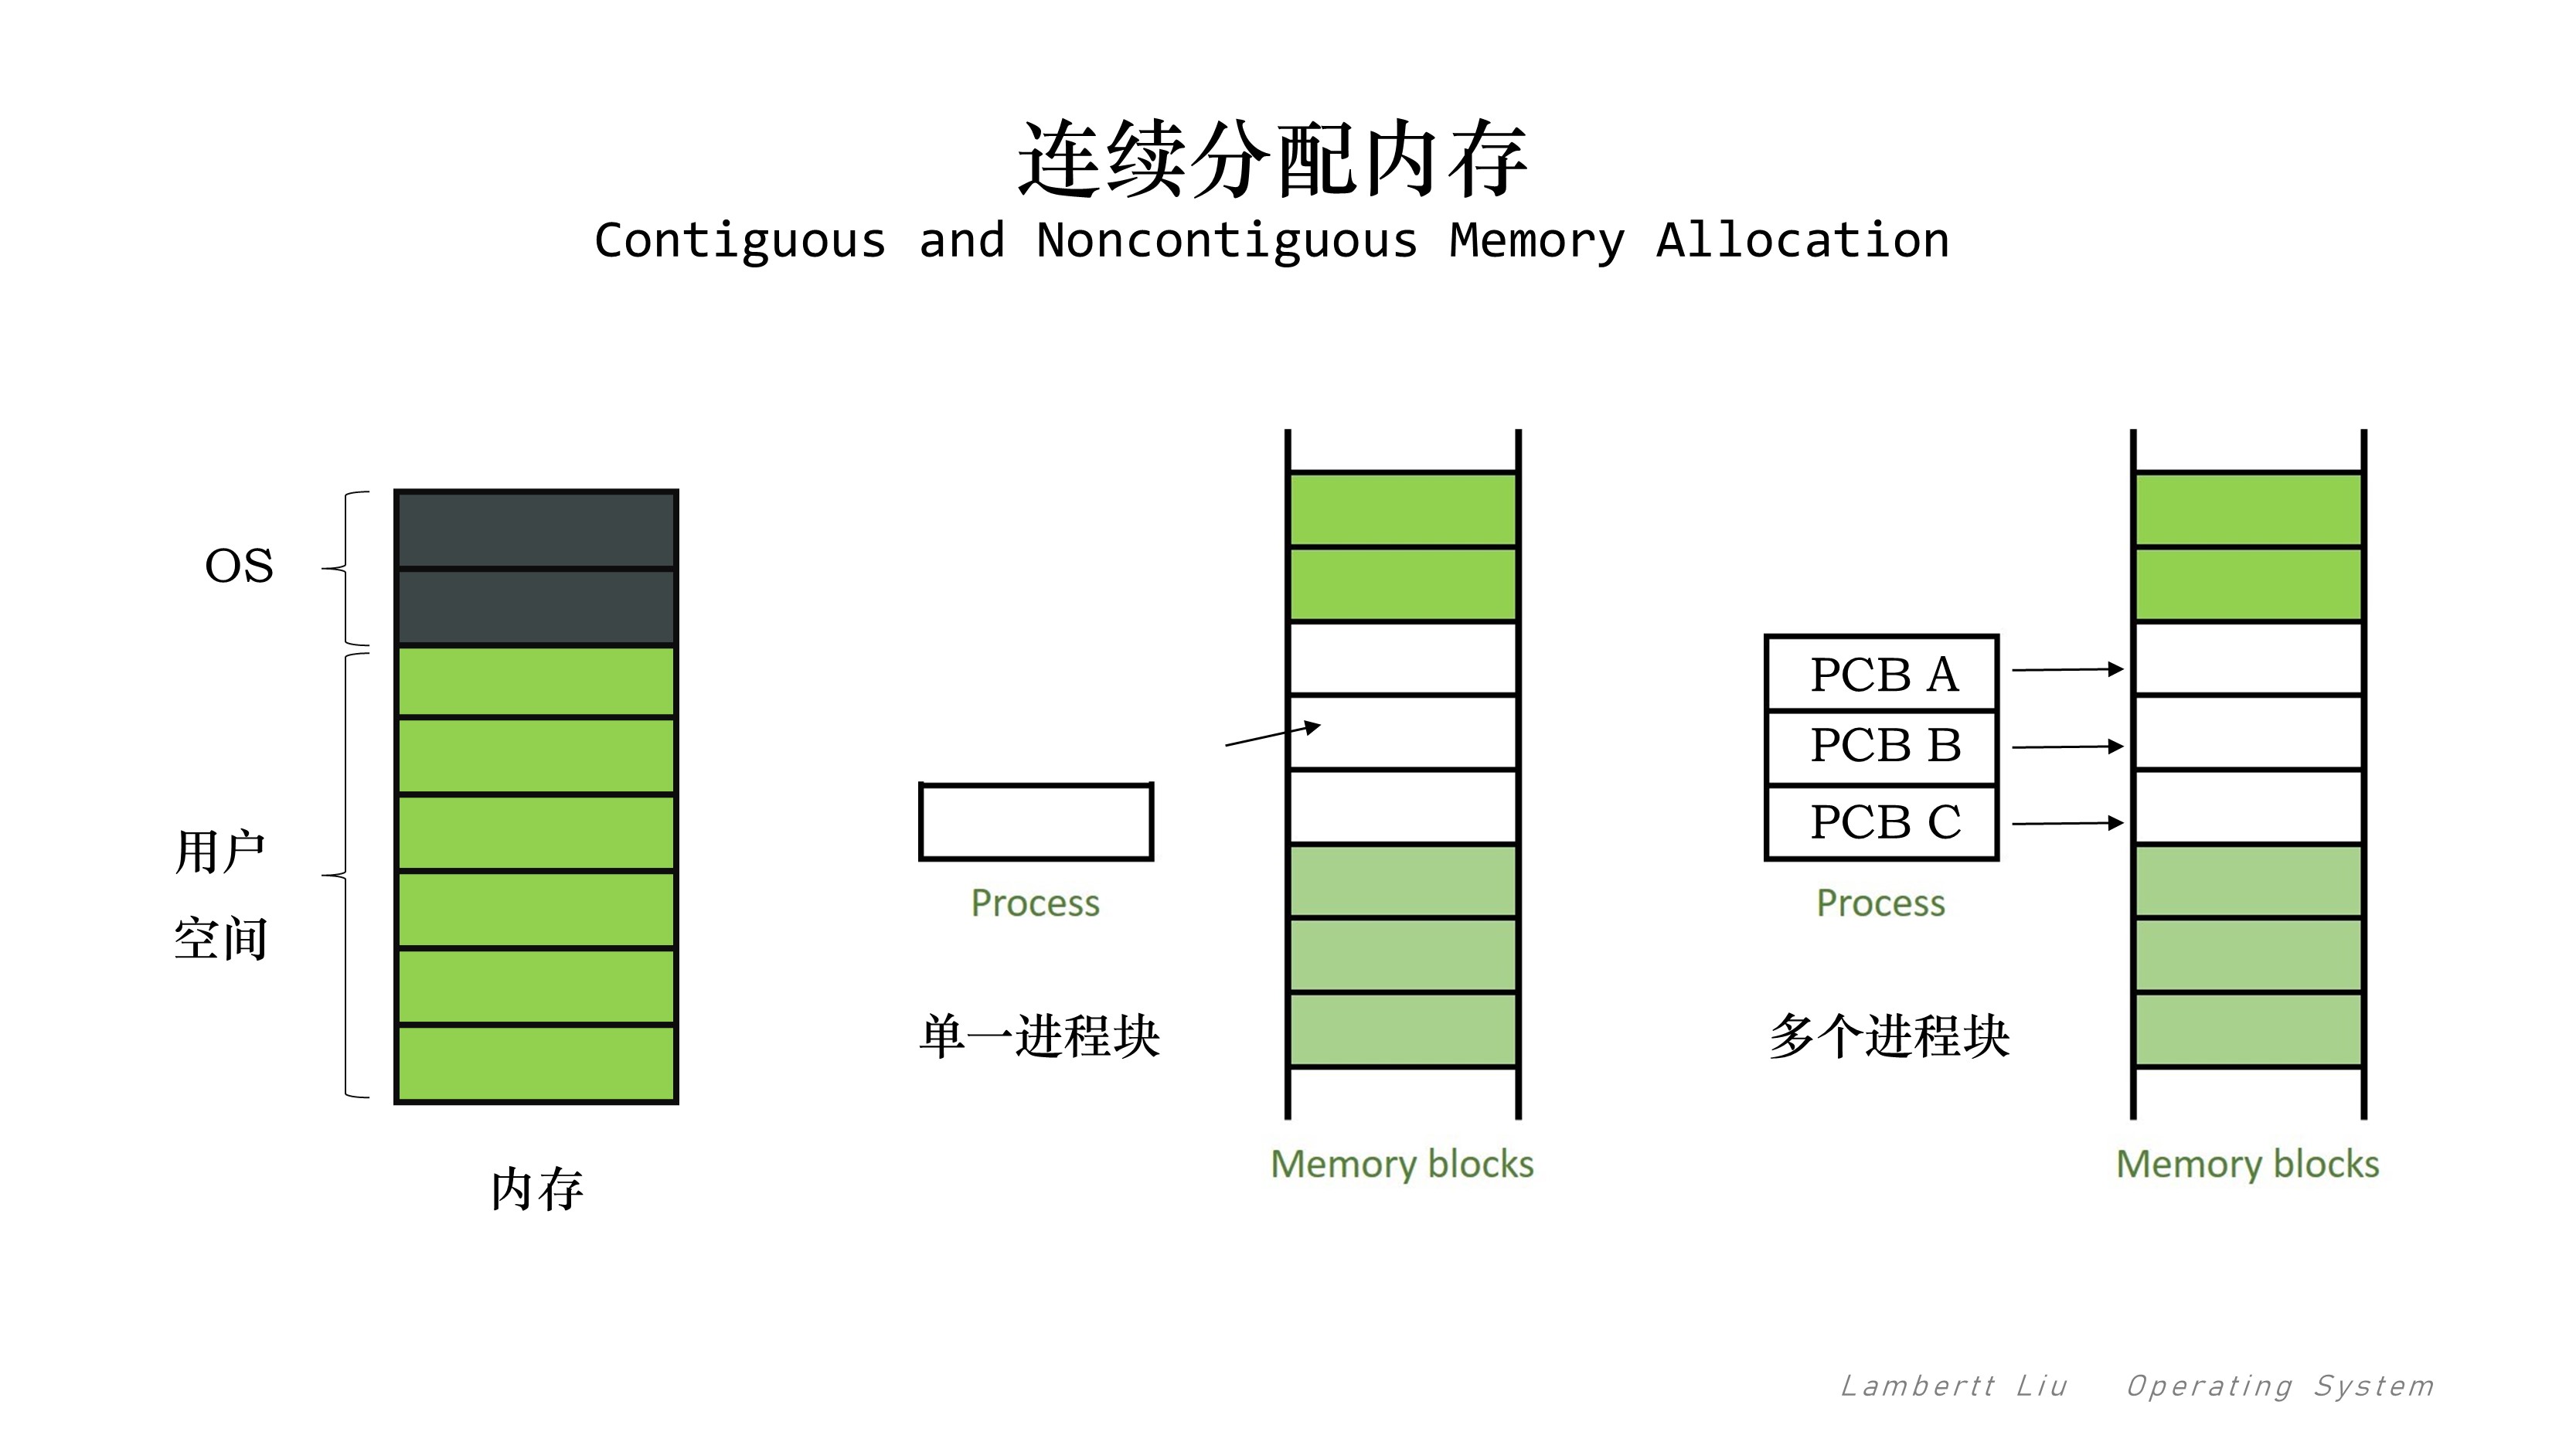 连续分配内存
Contiguous and Noncontiguous Memory Allocation
OS
用户
空间
内存
Process
单一进程块
Memory blocks
PCB A
PCB B
PCB C
Process
多个进程块
Memory blocks
Lambertt Liu Operating System